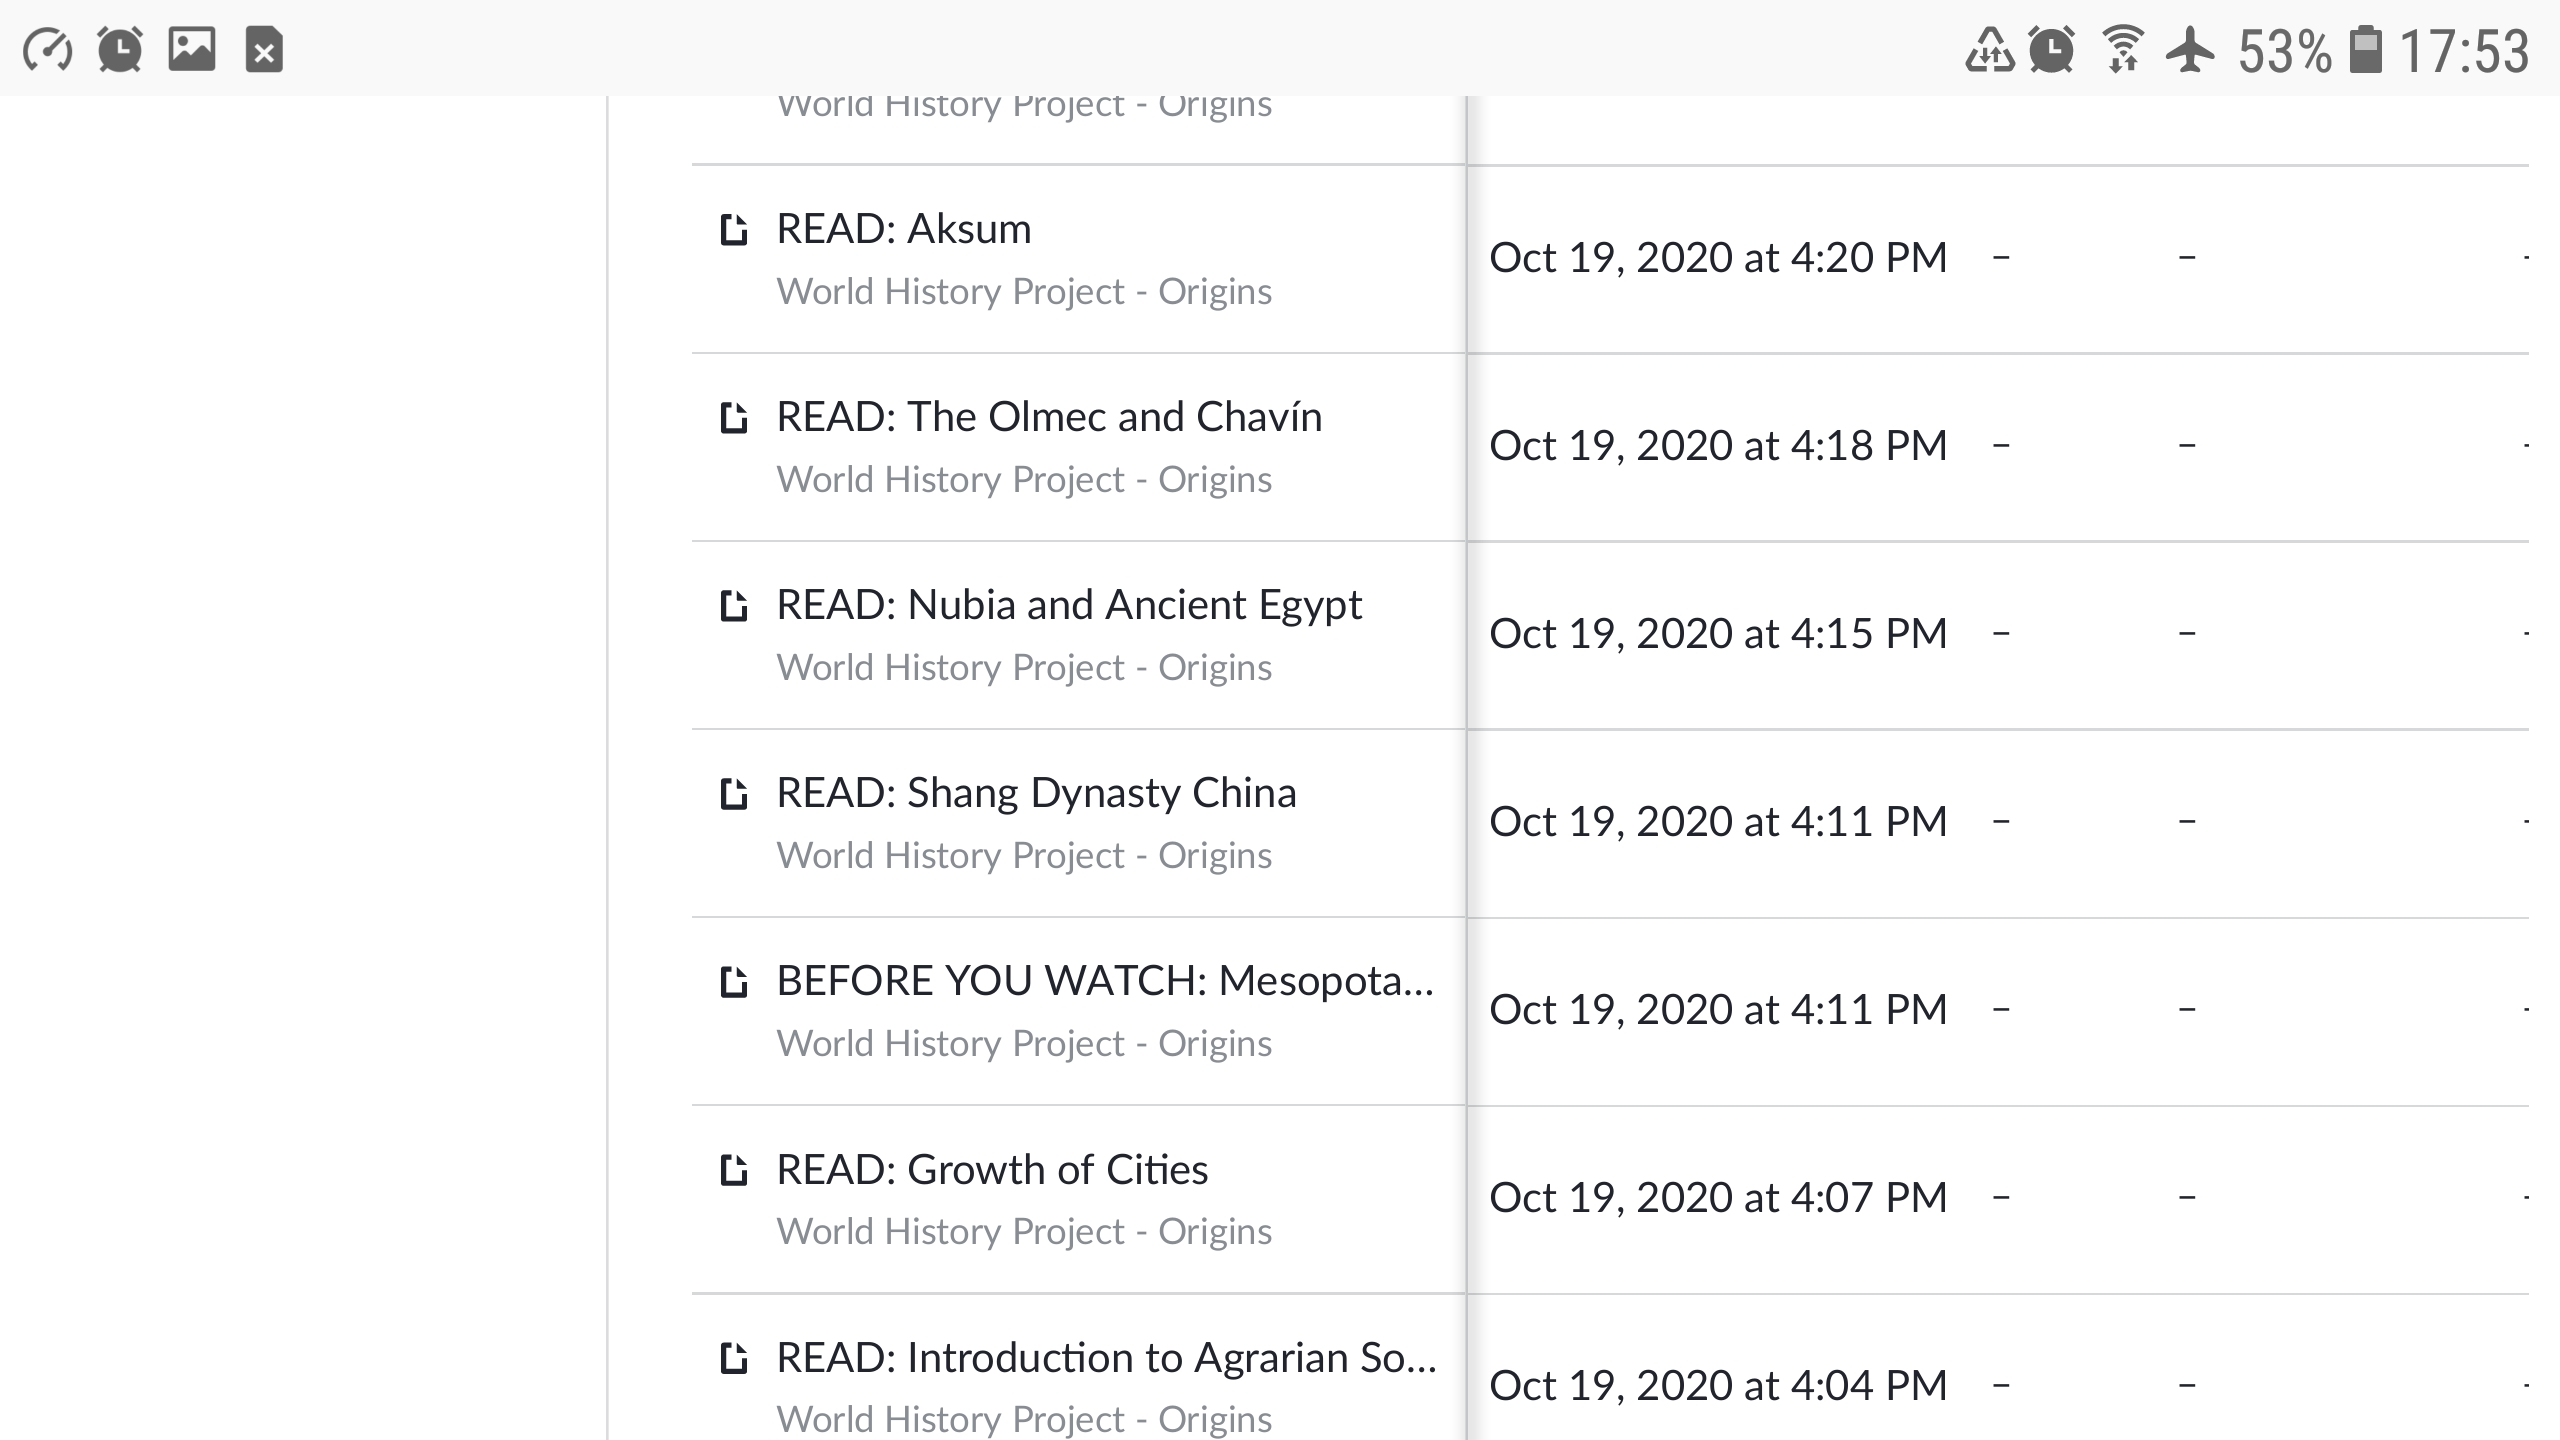 53% 17:53
World History Project - Origins
READ: Aksum
World History Project - Origins
Oct 19, 2020 at 4:20 PM – – -
READ: The Olmec and Chavín
World History Project - Origins
Oct 19, 2020 at 4:18 PM – – -
READ: Nubia and Ancient Egypt
World History Project - Origins
Oct 19, 2020 at 4:15 PM – – -
READ: Shang Dynasty China
World History Project - Origins
Oct 19, 2020 at 4:11 PM – – -
BEFORE YOU WATCH: Mesopota...
World History Project - Origins
Oct 19, 2020 at 4:11 PM – – -
READ: Growth of Cities
World History Project - Origins
Oct 19, 2020 at 4:07 PM – – -
READ: Introduction to Agrarian So...
World History Project - Origins
Oct 19, 2020 at 4:04 PM – – -